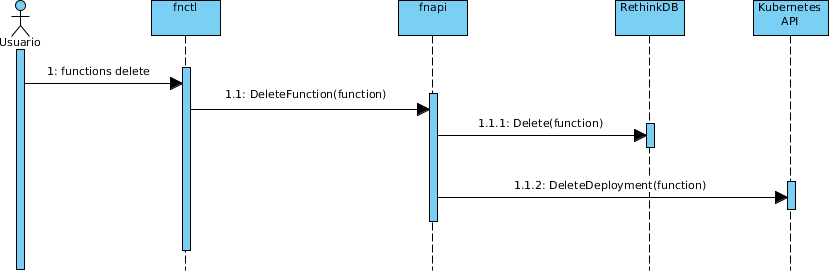 fnctl
fnapi
RethinkDB
Kubernetes
API
Usuario
1: functions delete
1.1: DeleteFunction(function)
1.1.1: Delete(function)
1.1.2: DeleteDeployment(function)